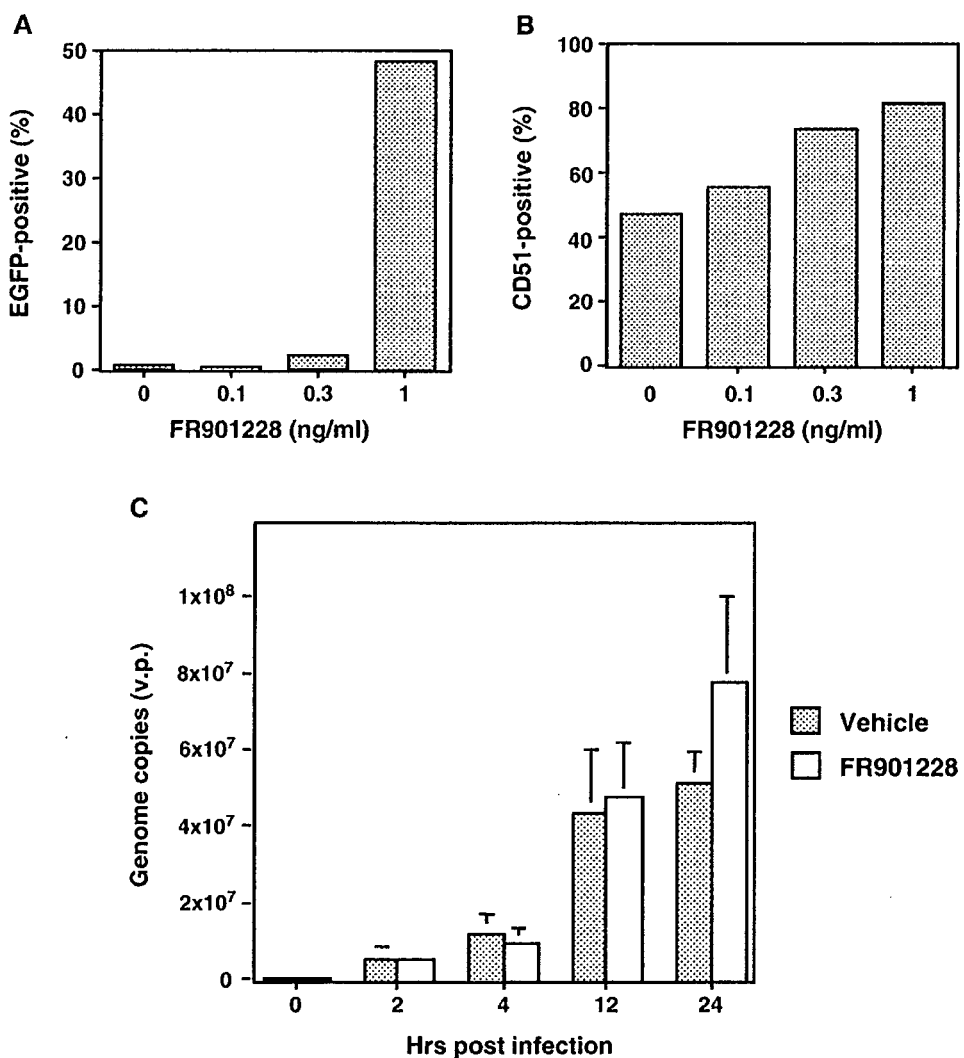 A
EGFP-positive (%)
50
40
30
20
10
0
0 0.1 0.3 1
FR901228 (ng/ml)
B
CD51-positive (%)
100
80
60
40
20
0
0 0.1 0.3 1
FR901228 (ng/ml)
C
Genome copies (v.p.)
1x10⁸
8x10⁷
6x10⁷
4x10⁷
2x10⁷
0
0 2 4 12 24
Hrs post infection
Vehicle
FR901228